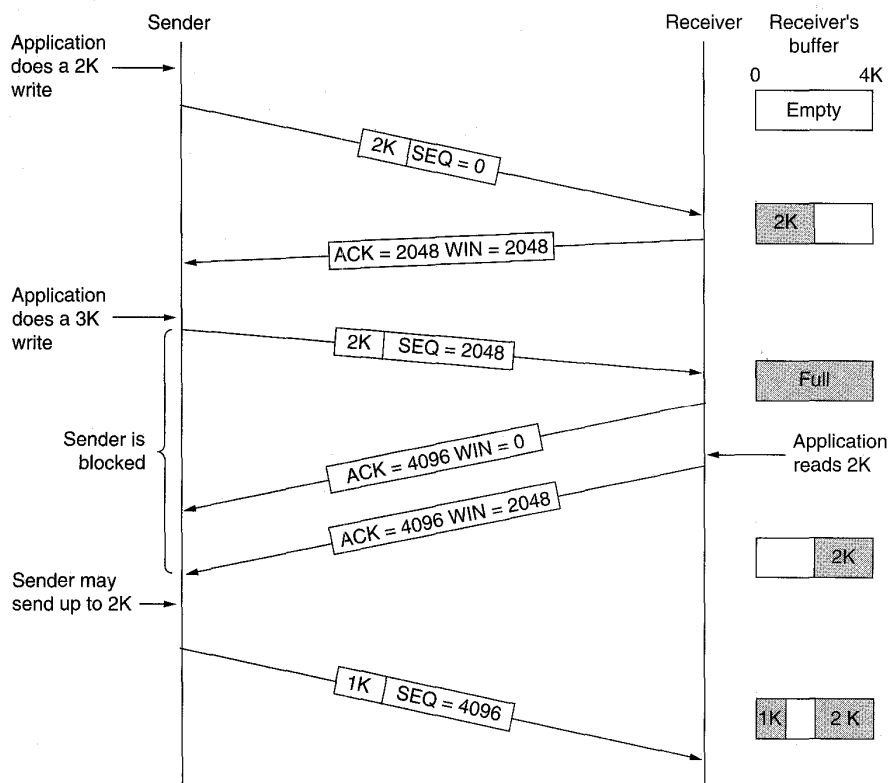 Sender
Receiver
Receiver's
buffer
Application
does a 2K
write
0
4K
Empty
2K
SEQ = 0
2K
ACK = 2048 WIN = 2048
Application
does a 3K
write
2K
SEQ = 2048
Full
Sender is
blocked
ACK = 4096 WIN = 0
Application
reads 2K
ACK = 4096 WIN = 2048
2K
Sender may
send up to 2K
1K
SEQ = 4096
1K
2 K